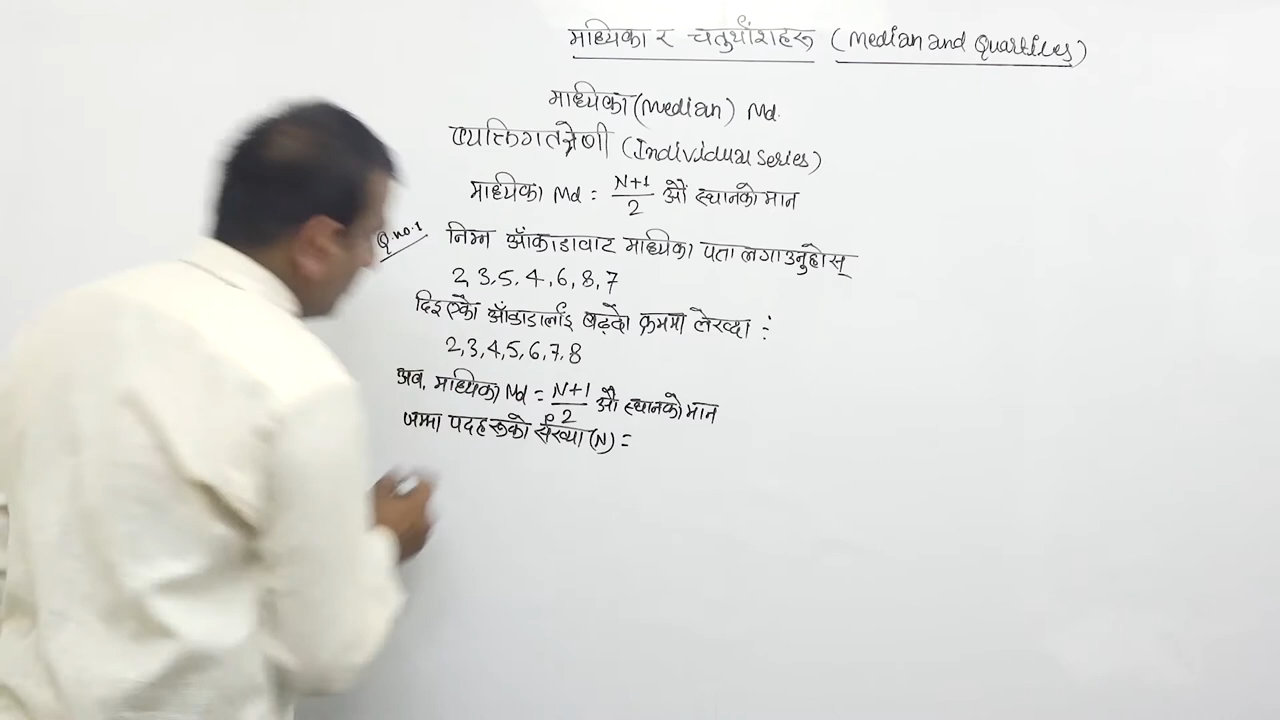 माध्यिका र चतुर्थांशहरू (Median and Quartiles)
माध्यिका (Median) Md.
व्यक्तिगत श्रेणी (Individual Series)
माध्यिका Md = N+1/2 औं स्थानको मान
Q.no.1 निम्न आँकडाबाट माध्यिका पता लगाउनुहोस्
2, 3, 5, 4, 6, 8, 7
दिइएको आँकडालाई बढ्दो क्रममा लेख्दा :
2, 3, 4, 5, 6, 7, 8
अब, माध्यिका Md = N+1/2 औं स्थानको मान
जम्मा पदहरूको संख्या (N) =